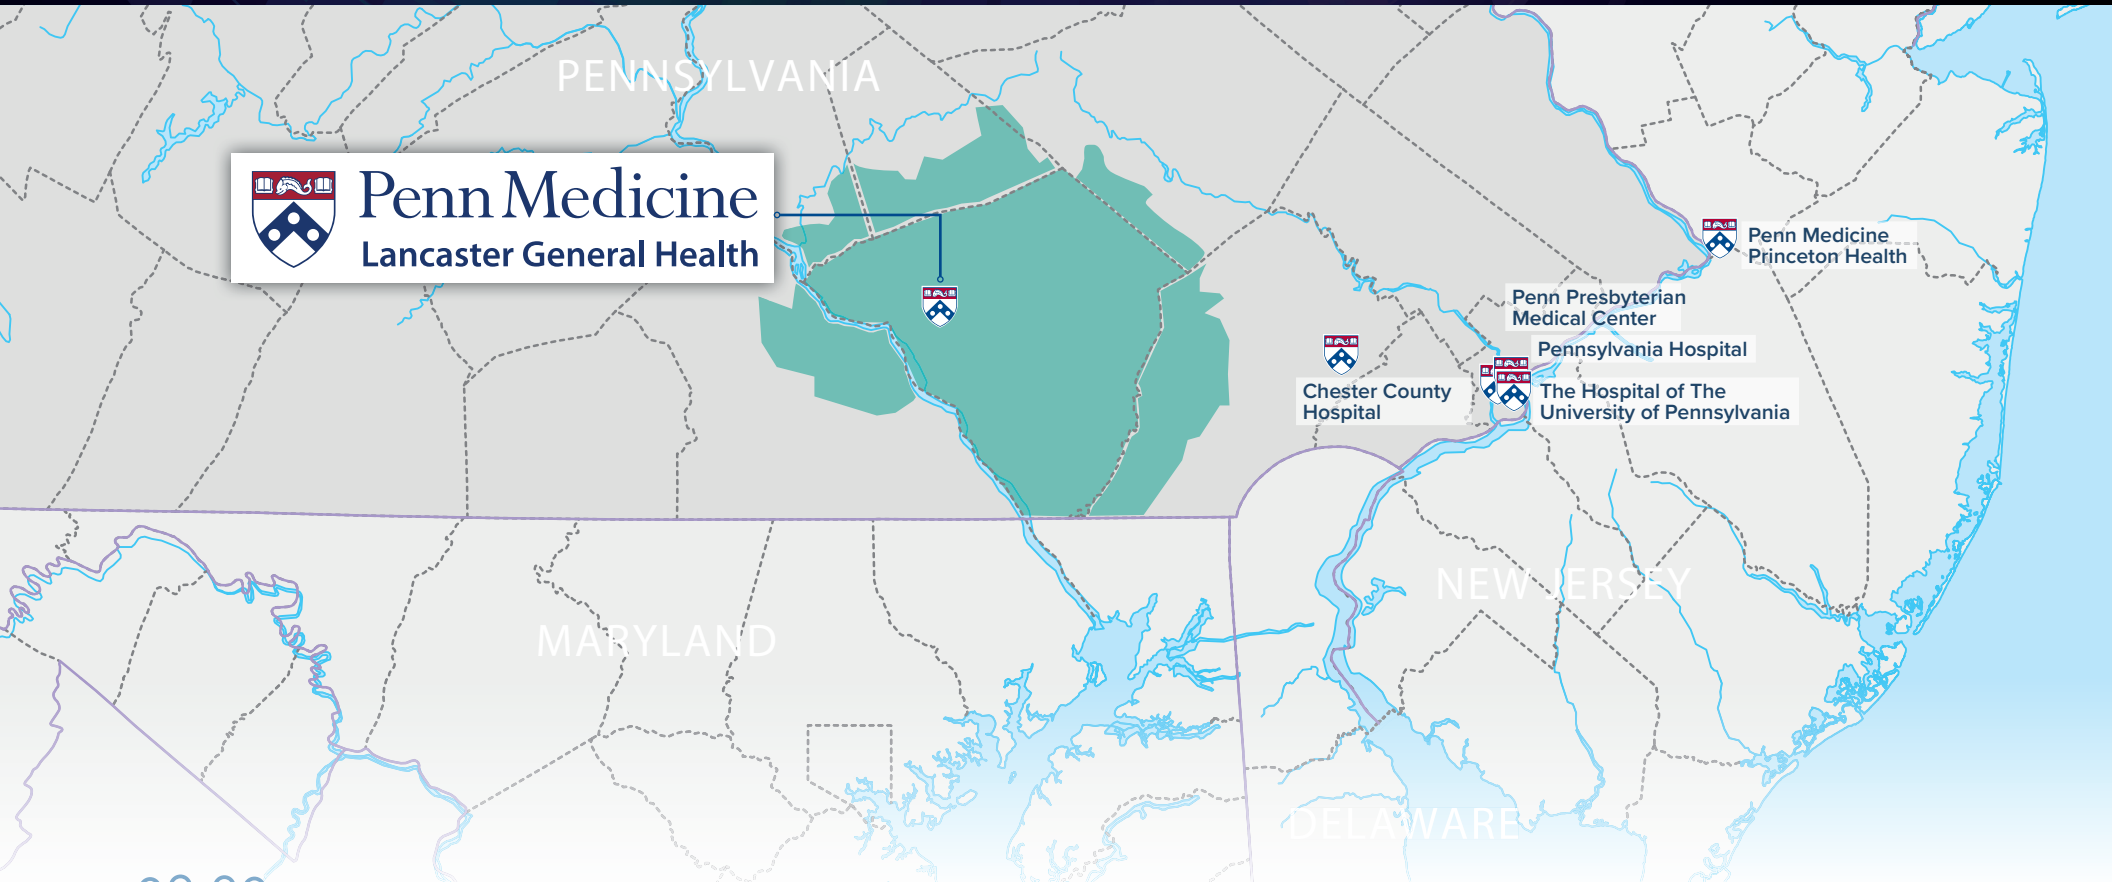 PENNSYLVANIA
Penn Medicine
Lancaster General Health
Penn Medicine
Princeton Health
Penn Presbyterian
Medical Center
Pennsylvania Hospital
Chester County
Hospital
The Hospital of The
University of Pennsylvania
NEW JERSEY
MARYLAND
DELAWARE